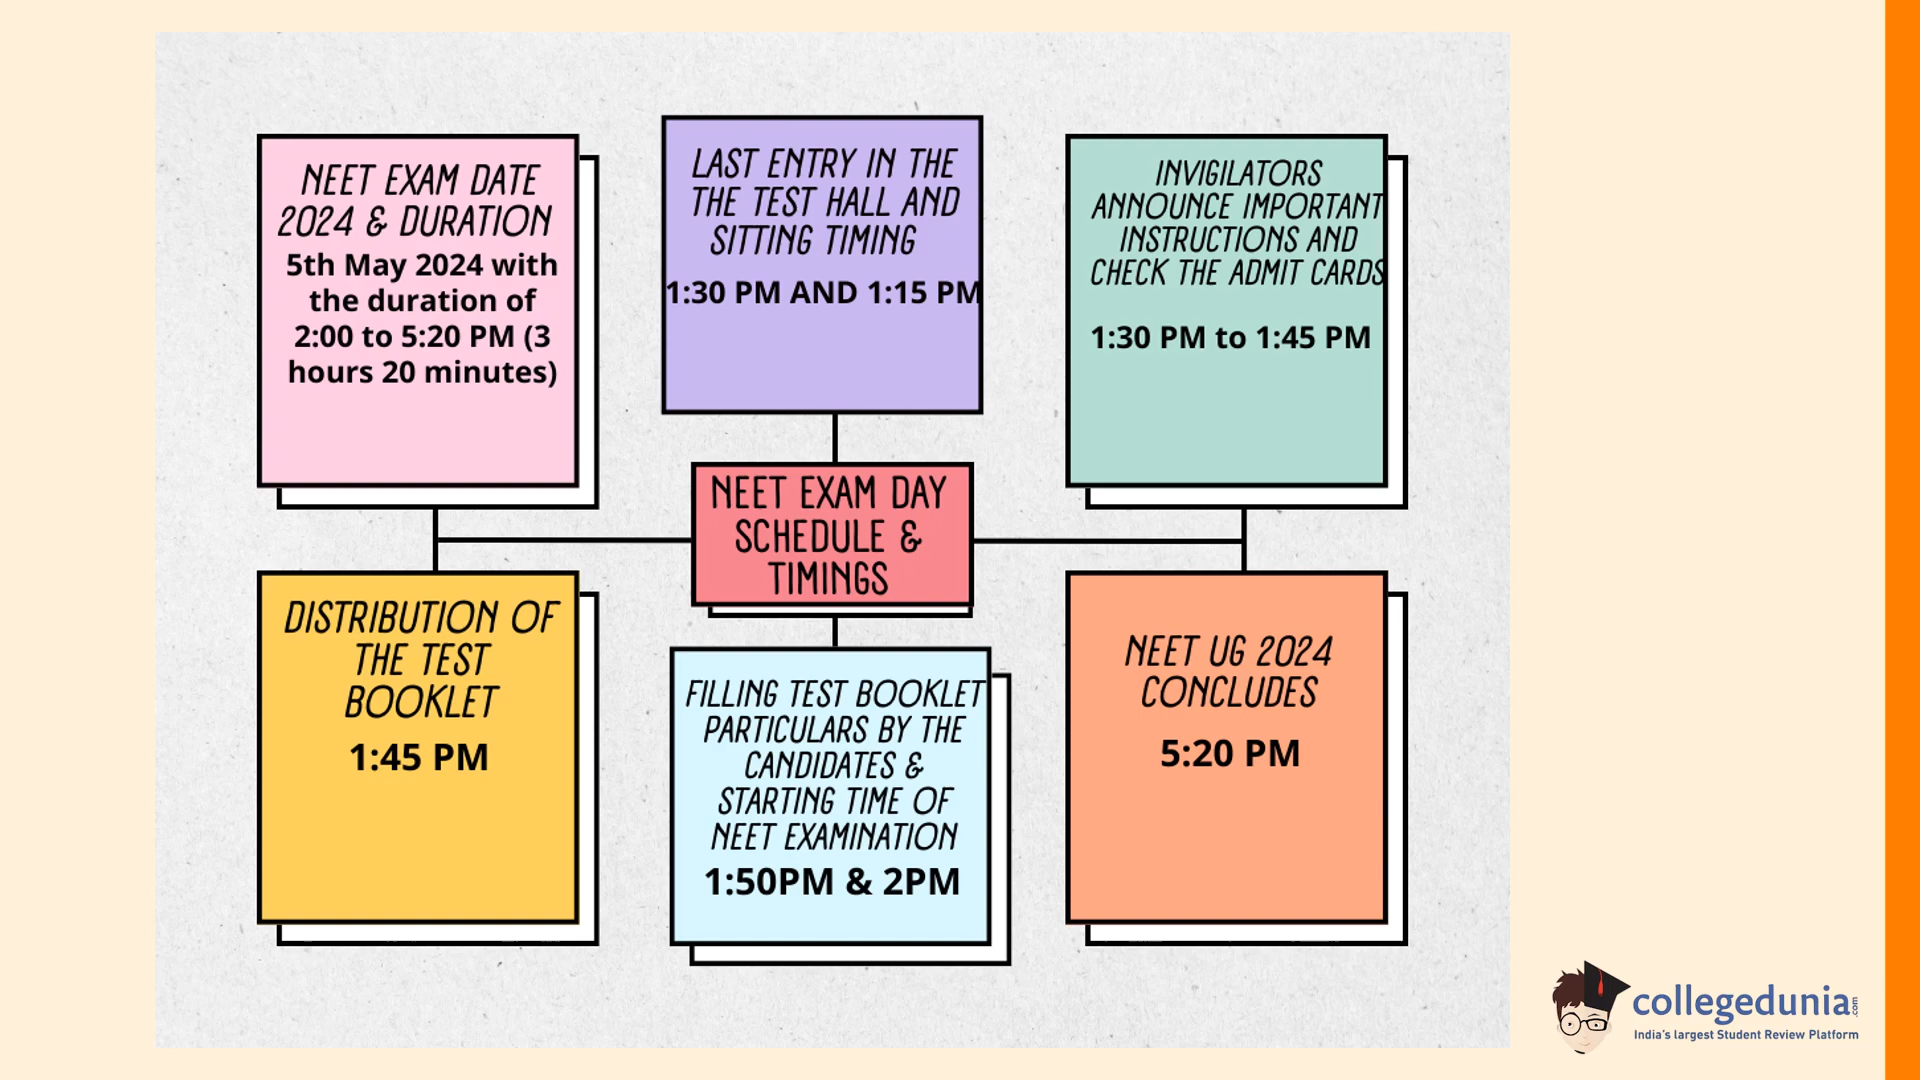 NEET EXAM DATE
2024 & DURATION
5th May 2024 with
the duration of
2:00 to 5:20 PM (3
hours 20 minutes)
LAST ENTRY IN THE
THE TEST HALL AND
SITTING TIMING
1:30 PM AND 1:15 PM
INVIGILATORS
ANNOUNCE IMPORTANT
INSTRUCTIONS AND
CHECK THE ADMIT CARDS
1:30 PM to 1:45 PM
NEET EXAM DAY
SCHEDULE &
TIMINGS
DISTRIBUTION OF
THE TEST
BOOKLET
1:45 PM
FILLING TEST BOOKLET
PARTICULARS BY THE
CANDIDATES &
STARTING TIME OF
NEET EXAMINATION
1:50PM & 2PM
NEET UG 2024
CONCLUDES
5:20 PM
collegedunia.com
India's largest Student Review Platform